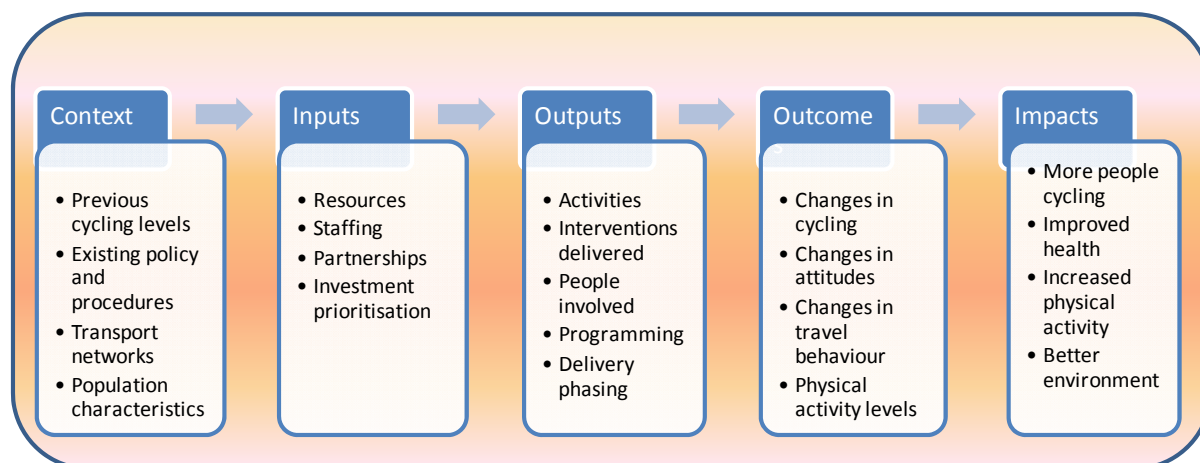 Context
• Previous
cycling levels
• Existing policy
and
procedures
• Transport
networks
• Population
characteristics
Inputs
• Resources
• Staffing
• Partnerships
• Investment
prioritisation
Outputs
• Activities
• Interventions
delivered
• People
involved
• Programming
• Delivery
phasing
Outcome
s
• Changes in
cycling
• Changes in
attitudes
• Changes in
travel
behaviour
• Physical
activity levels
Impacts
• More people
cycling
• Improved
health
• Increased
physical
activity
• Better
environment